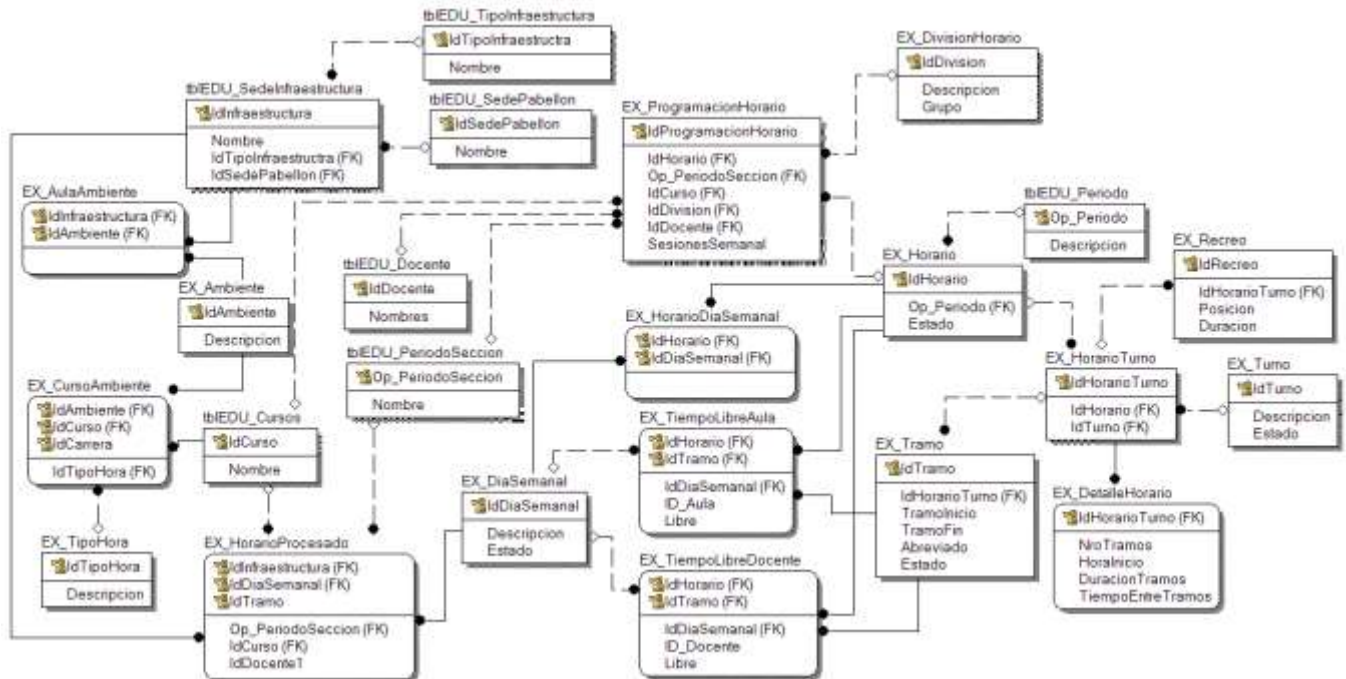 tblEDU_TipoInfraestructura
IdTipoInfraestructra
Nombre
tblEDU_SedeInfraestructura
IdInfraestructura
Nombre
IdTipoInfraestructra (FK)
IdSedePabellon (FK)
tblEDU_SedePabellon
IdSedePabellon
Nombre
EX_DivisionHorario
IdDivision
Descripcion
Grupo
EX_ProgramacionHorario
IdProgramacionHorario
IdHorario (FK)
Op_PeriodoSeccion (FK)
IdCurso (FK)
IdDivision (FK)
IdDocente (FK)
SesionesSemanal
EX_AulaAmbiente
IdInfraestructura (FK)
IdAmbiente (FK)
tblEDU_Periodo
Op_Periodo
Descripcion
EX_Recreo
IdRecreo
IdHorarioTurno (FK)
Posicion
Duracion
EX_Horario
IdHorario
Op_Periodo (FK)
Estado
tblEDU_Docente
IdDocente
Nombres
EX_Ambiente
IdAmbiente
Descripcion
EX_HorarioDiaSemanal
IdHorario (FK)
IdDiaSemanal (FK)
tblEDU_PeriodoSeccion
Op_PeriodoSeccion
Nombre
EX_HorarioTurno
IdHorarioTurno
IdHorario (FK)
IdTurno (FK)
EX_Turno
IdTurno
Descripcion
Estado
EX_CursoAmbiente
IdAmbiente (FK)
IdCurso (FK)
IdCarrera
IdTipoHora (FK)
tblEDU_Cursos
IdCurso
Nombre
EX_TiempoLibreAula
IdHorario (FK)
IdTramo (FK)
IdDiaSemanal (FK)
ID_Aula
Libre
EX_Tramo
IdTramo
IdHorarioTurno (FK)
TramoInicio
TramoFin
Abreviado
Estado
EX_DiaSemanal
IdDiaSemanal
Descripcion
Estado
EX_DetalleHorario
IdHorarioTurno (FK)
NroTramos
HoraInicio
DuracionTramos
TiempoEntreTramos
EX_TipoHora
IdTipoHora
Descripcion
EX_HorarioProcesado
IdInfraestructura (FK)
IdDiaSemanal (FK)
IdTramo
Op_PeriodoSeccion (FK)
IdCurso (FK)
IdDocente1
EX_TiempoLibreDocente
IdHorario (FK)
IdTramo (FK)
IdDiaSemanal (FK)
ID_Docente
Libre